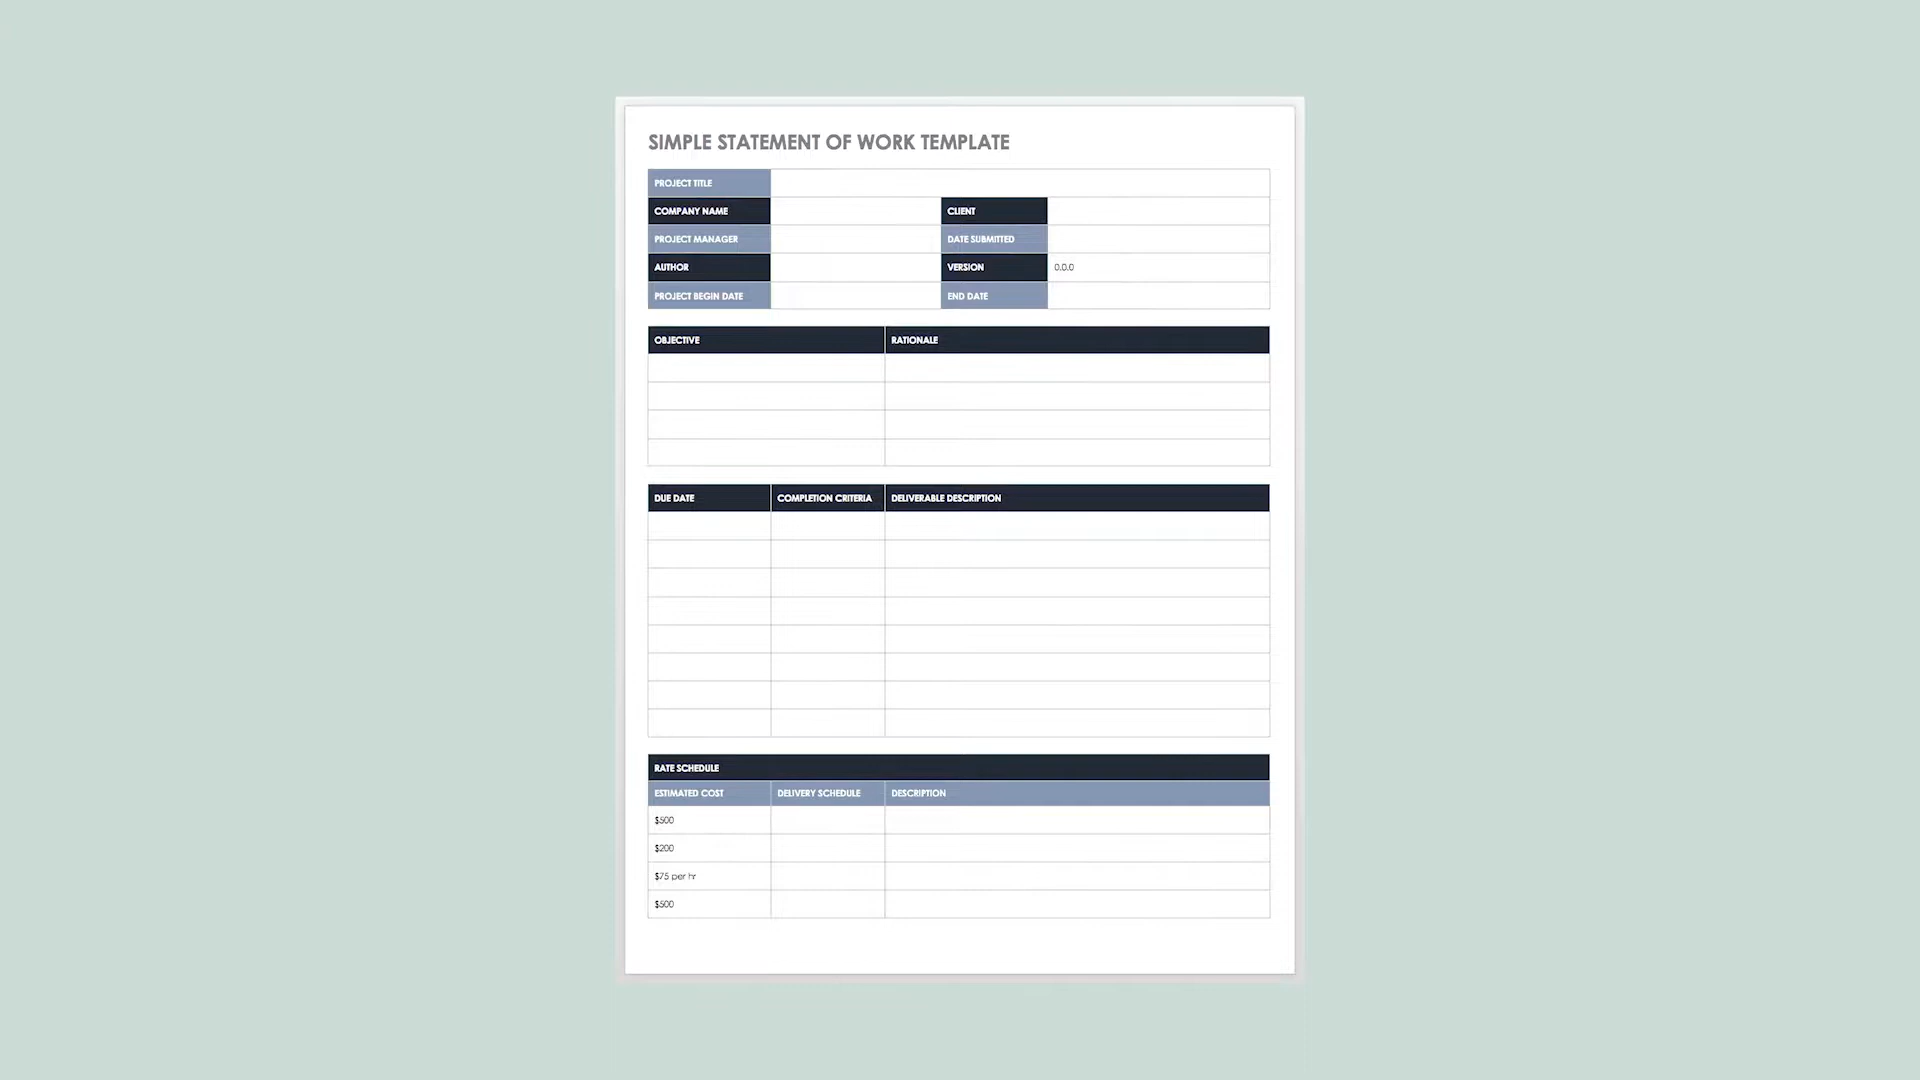 SIMPLE STATEMENT OF WORK TEMPLATE
PROJECT TITLE
COMPANY NAME CLIENT
PROJECT MANAGER DATE SUBMITTED
AUTHOR VERSION 0.0.0
PROJECT BEGIN DATE END DATE
OBJECTIVE RATIONALE
DUE DATE COMPLETION CRITERIA DELIVERABLE DESCRIPTION
RATE SCHEDULE
ESTIMATED COST DELIVERY SCHEDULE DESCRIPTION
$500
$200
$75 per hr
$500